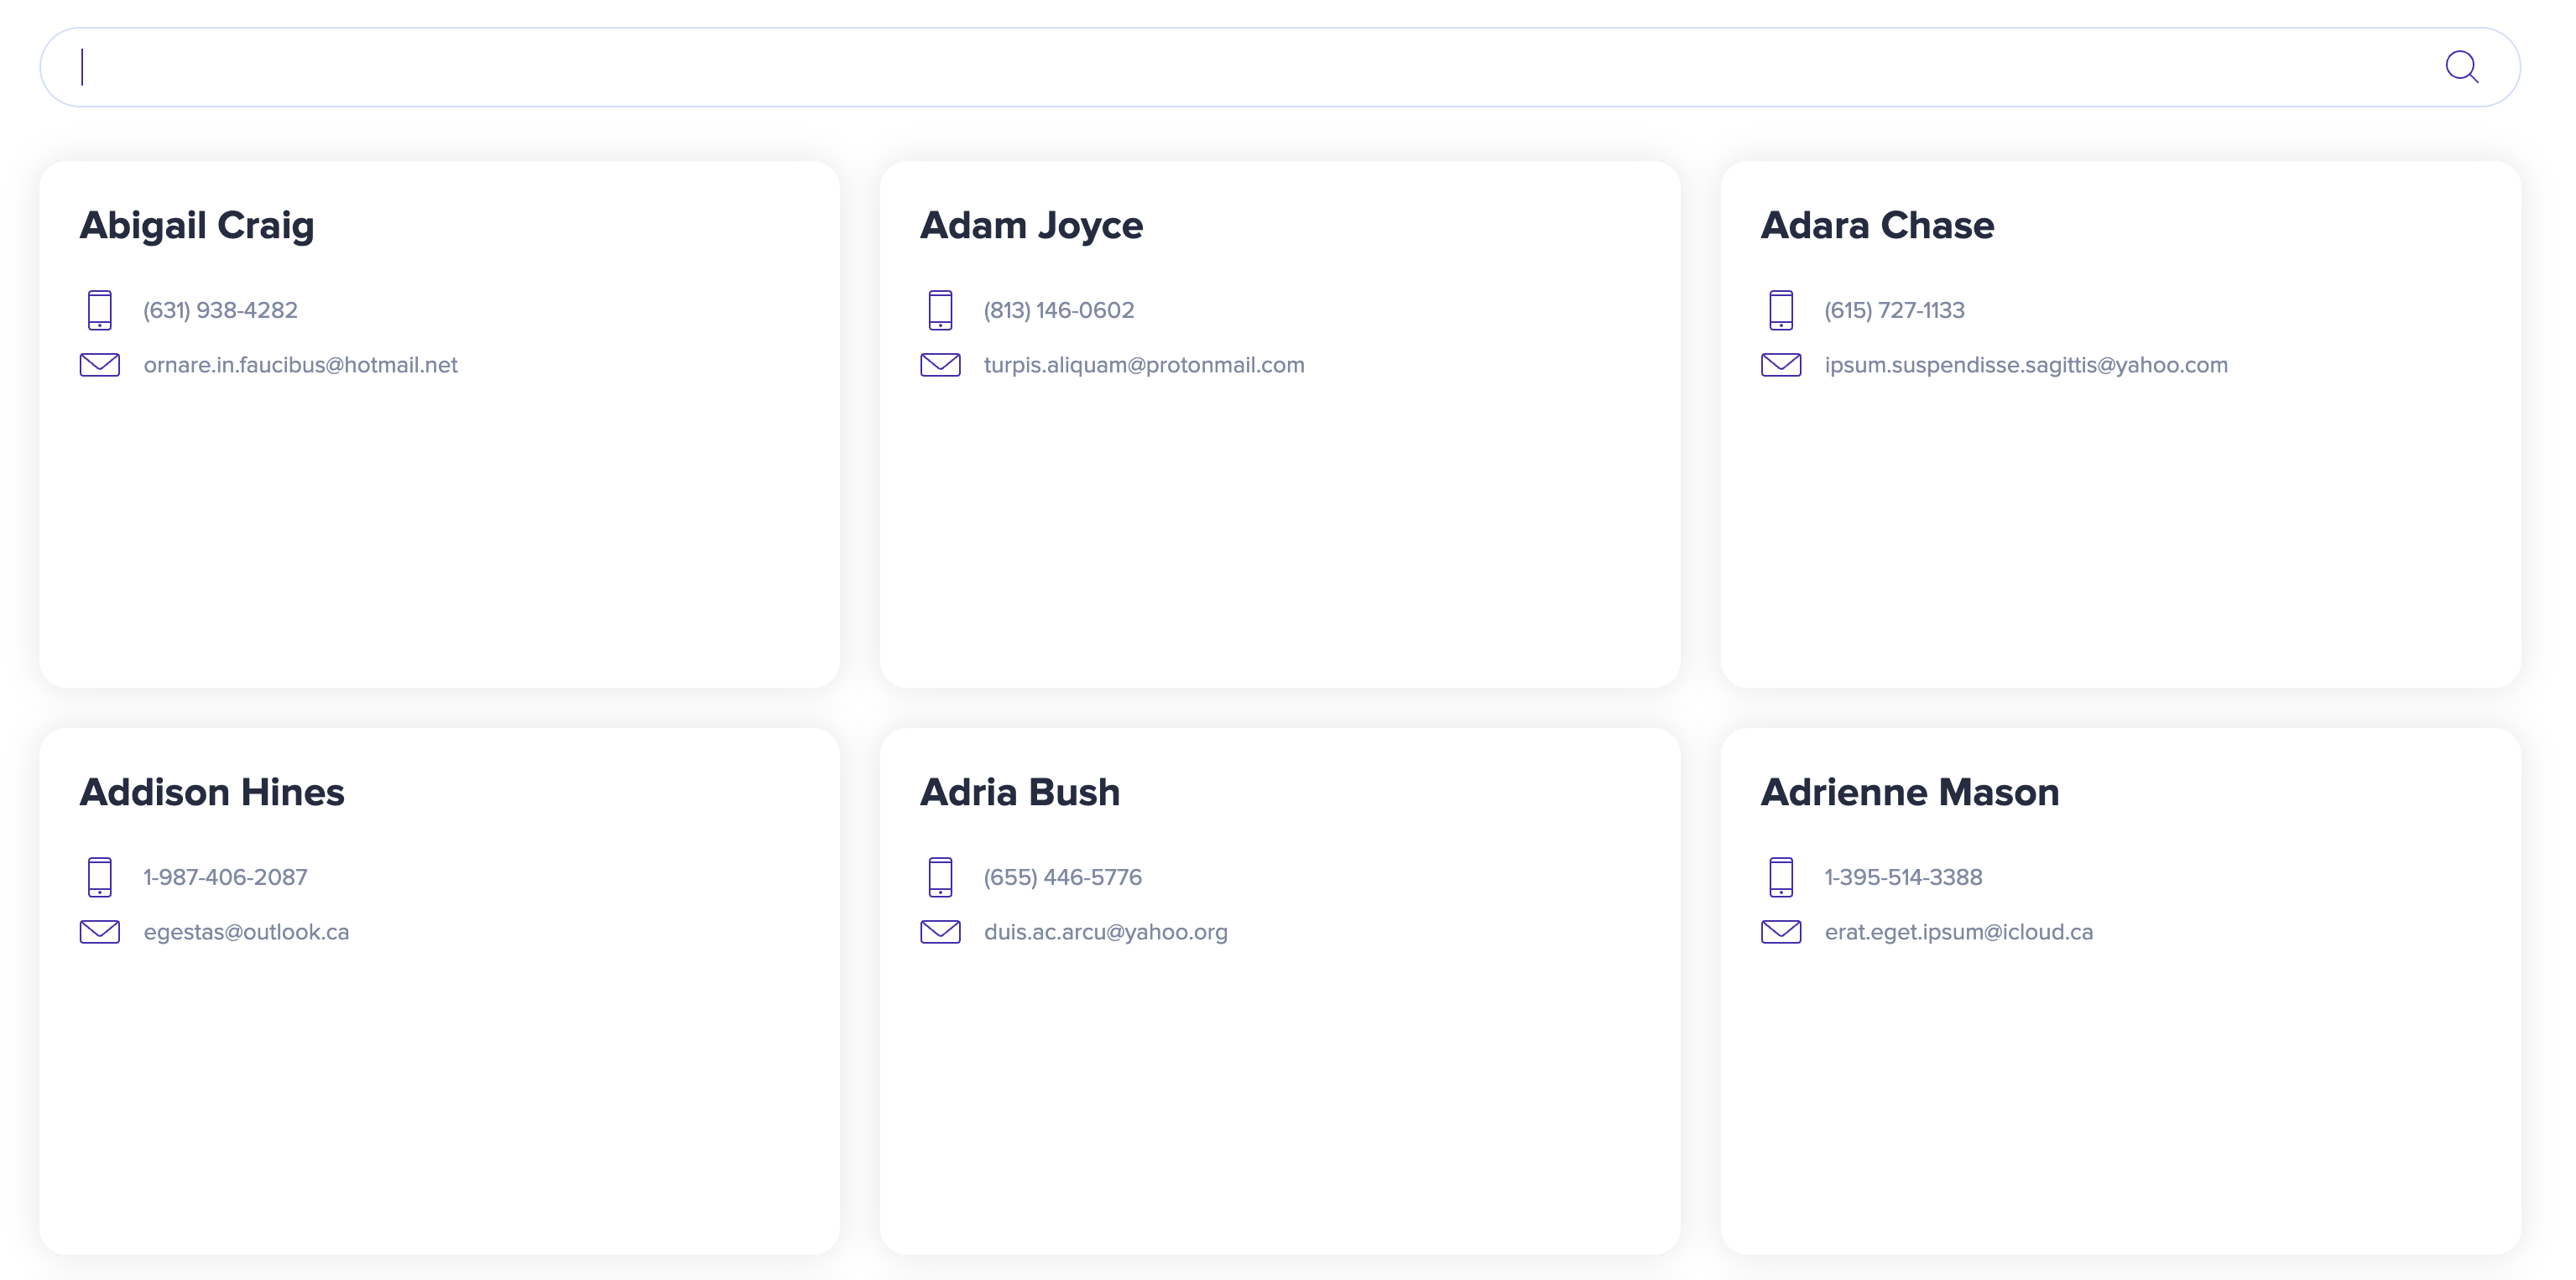 Abigail Craig
(631) 938-4282
ornare.in.faucibus@hotmail.net
Adam Joyce
(813) 146-0602
turpis.aliquam@protonmail.com
Adara Chase
(615) 727-1133
ipsum.suspendisse.sagittis@yahoo.com
Addison Hines
1-987-406-2087
egestas@outlook.ca
Adria Bush
(655) 446-5776
duis.ac.arcu@yahoo.org
Adrienne Mason
1-395-514-3388
erat.eget.ipsum@icloud.ca